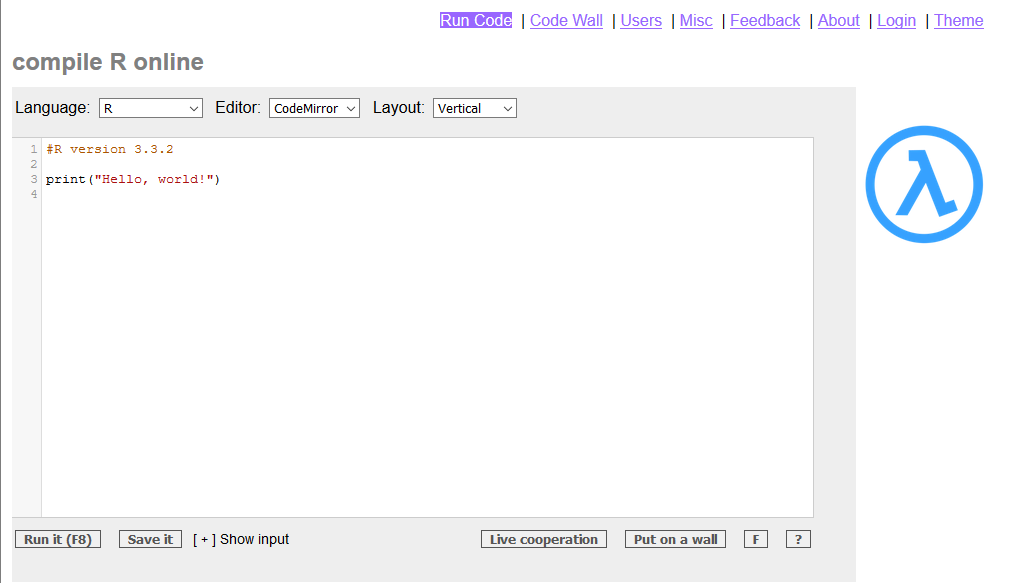 Run Code | Code Wall | Users | Misc | Feedback | About | Login | Theme
compile R online
Language: R Editor: CodeMirror Layout: Vertical
1 #R version 3.3.2
2
3 print("Hello, world!")
4
Run it (F8) Save it [ + ] Show input Live cooperation Put on a wall F ?
λ